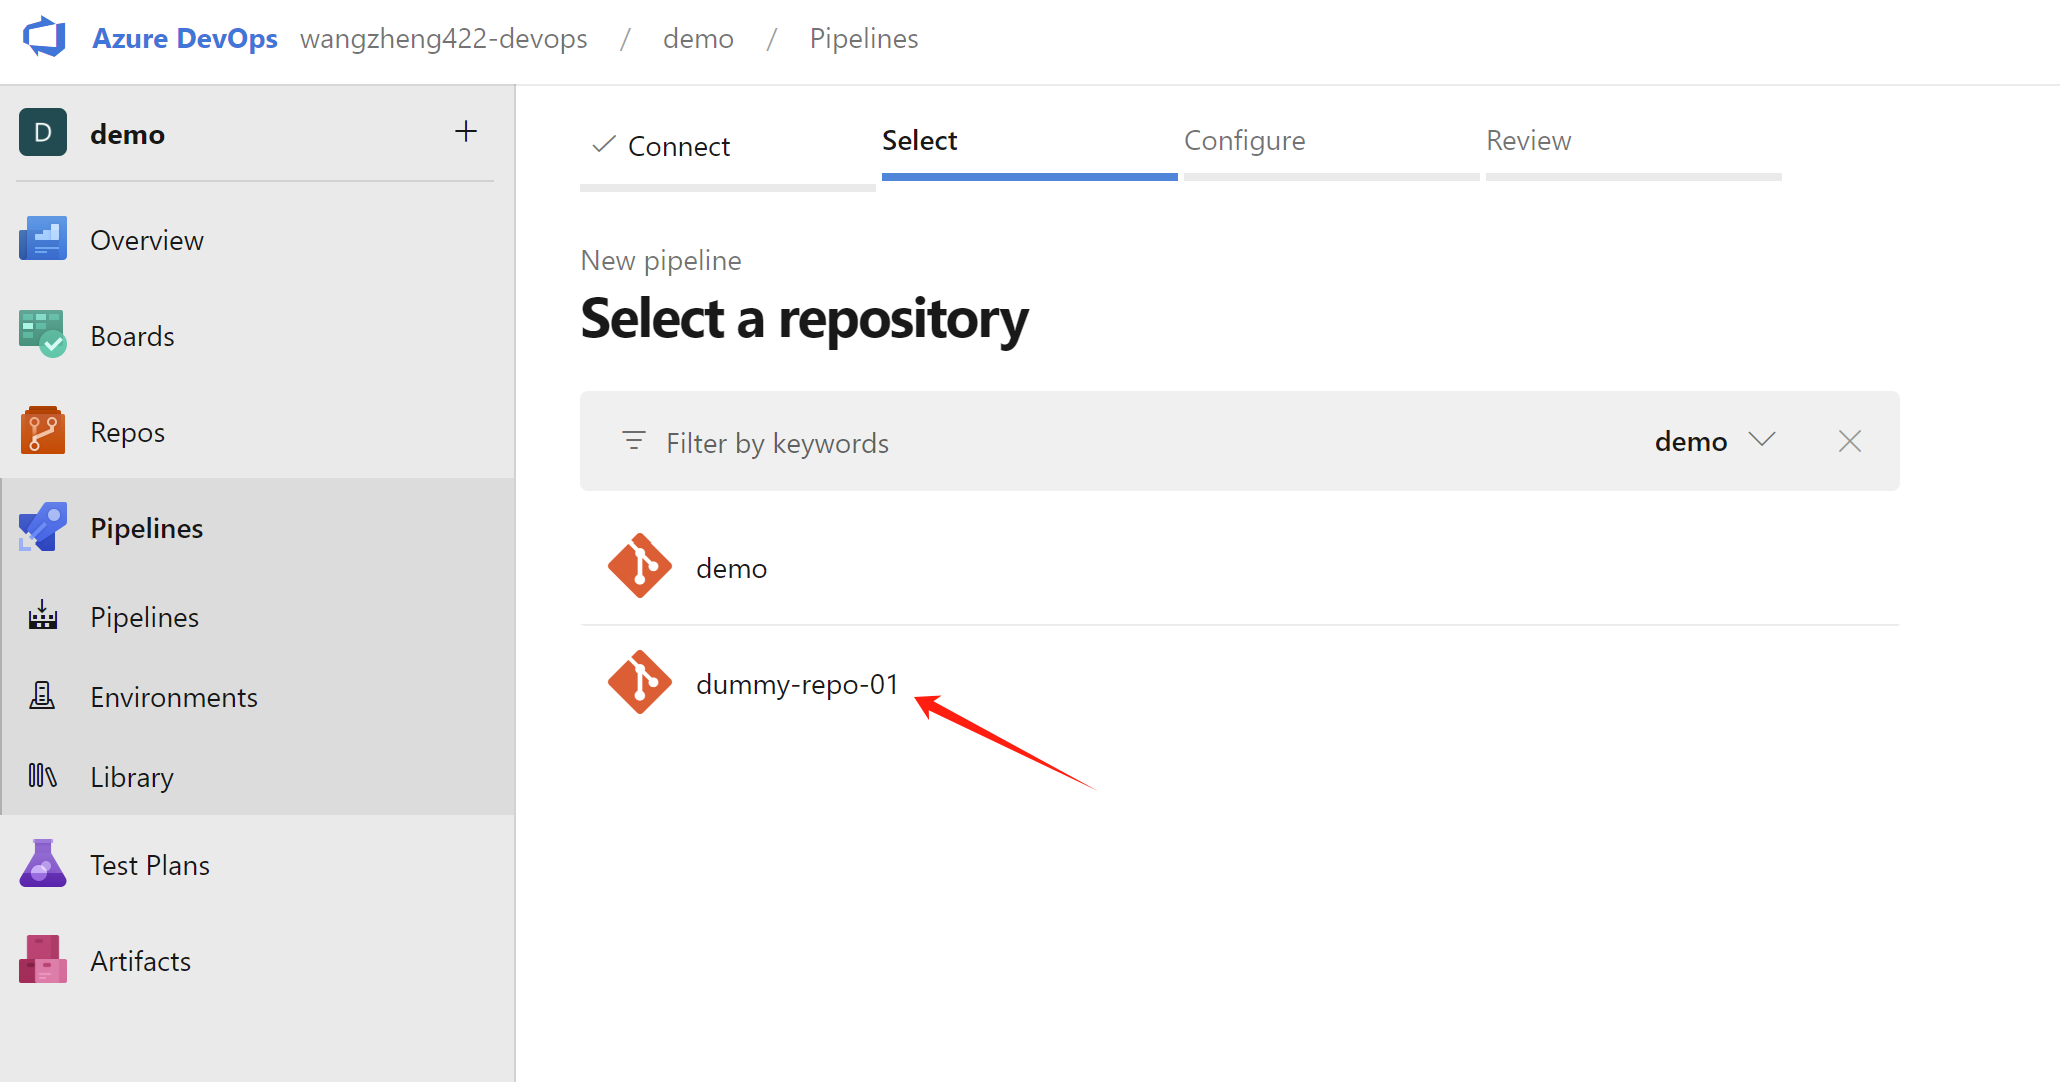 Azure DevOps wangzheng422-devops / demo / Pipelines
D demo +
Overview
Boards
Repos
Pipelines
Pipelines
Environments
Library
Test Plans
Artifacts
Connect Select Configure Review
New pipeline
Select a repository
Filter by keywords demo
demo
dummy-repo-01